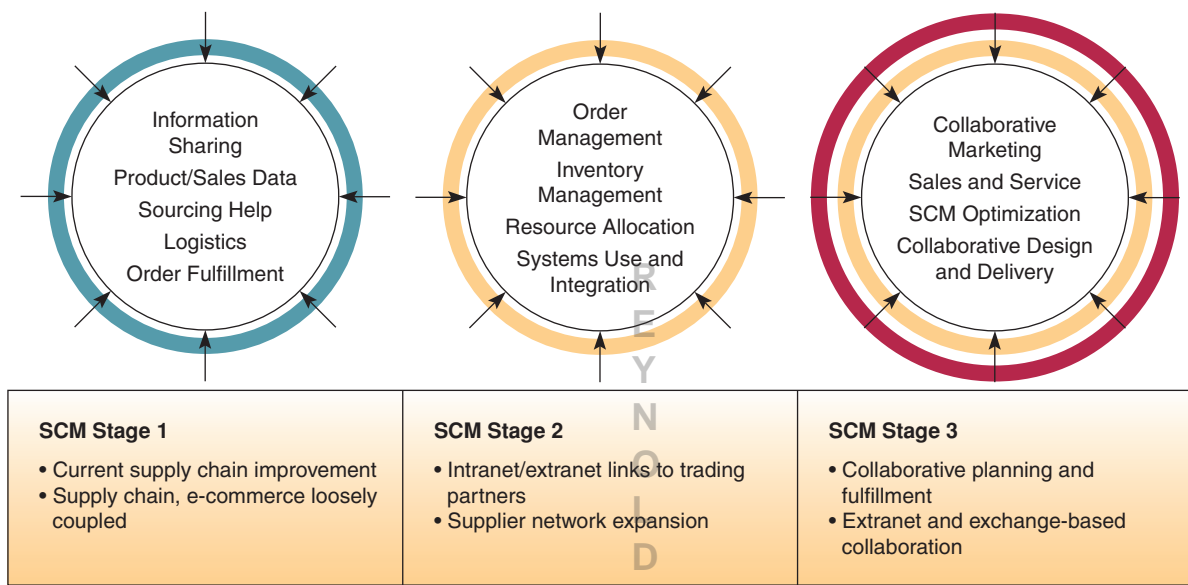 Information
Sharing
Product/Sales Data
Sourcing Help
Logistics
Order Fulfillment
Order
Management
Inventory
Management
Resource Allocation
Systems Use and
Integration
Collaborative
Marketing
Sales and Service
SCM Optimization
Collaborative Design
and Delivery
R
E
Y
N
O
L
D
SCM Stage 1
• Current supply chain improvement
• Supply chain, e-commerce loosely
coupled
SCM Stage 2
• Intranet/extranet links to trading
partners
• Supplier network expansion
SCM Stage 3
• Collaborative planning and
fulfillment
• Extranet and exchange-based
collaboration